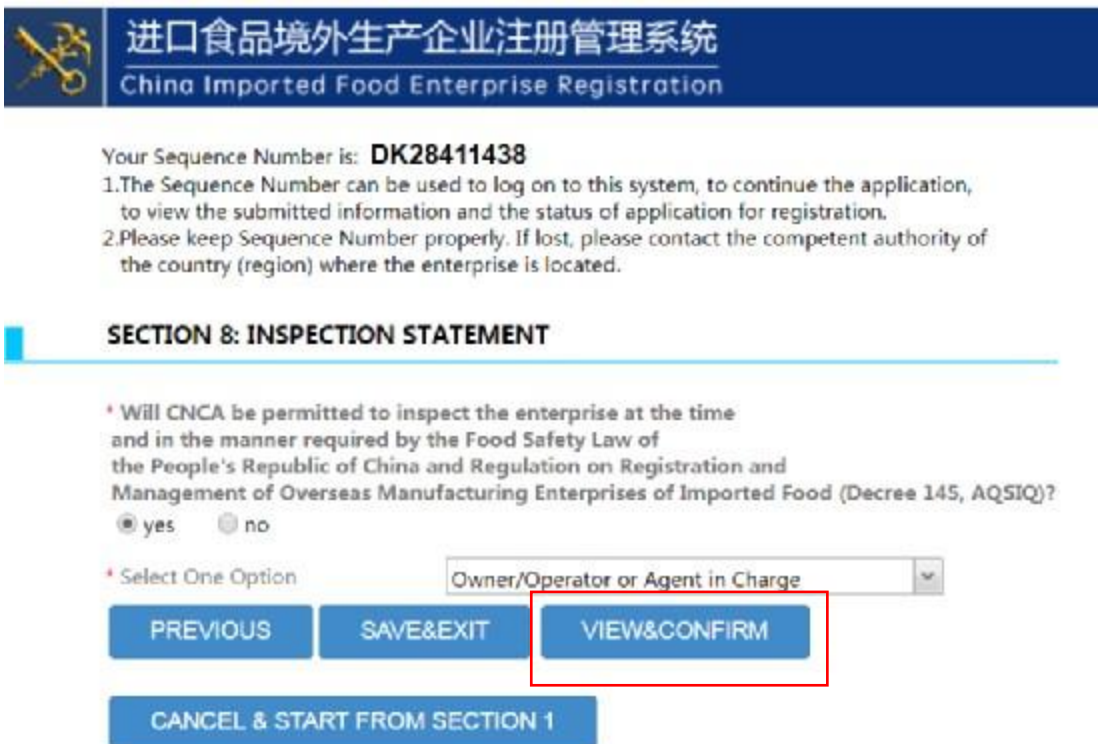 进口食品境外生产企业注册管理系统
China Imported Food Enterprise Registration
Your Sequence Number is: DK28411438
1.The Sequence Number can be used to log on to this system, to continue the application,
to view the submitted information and the status of application for registration.
2.Please keep Sequence Number properly. If lost, please contact the competent authority of
the country (region) where the enterprise is located.
SECTION 8: INSPECTION STATEMENT
* Will CNCA be permitted to inspect the enterprise at the time
and in the manner required by the Food Safety Law of
the People's Republic of China and Regulation on Registration and
Management of Overseas Manufacturing Enterprises of Imported Food (Decree 145, AQSIQ)?
yes no
* Select One Option Owner/Operator or Agent in Charge
PREVIOUS SAVE&EXIT VIEW&CONFIRM
CANCEL & START FROM SECTION 1